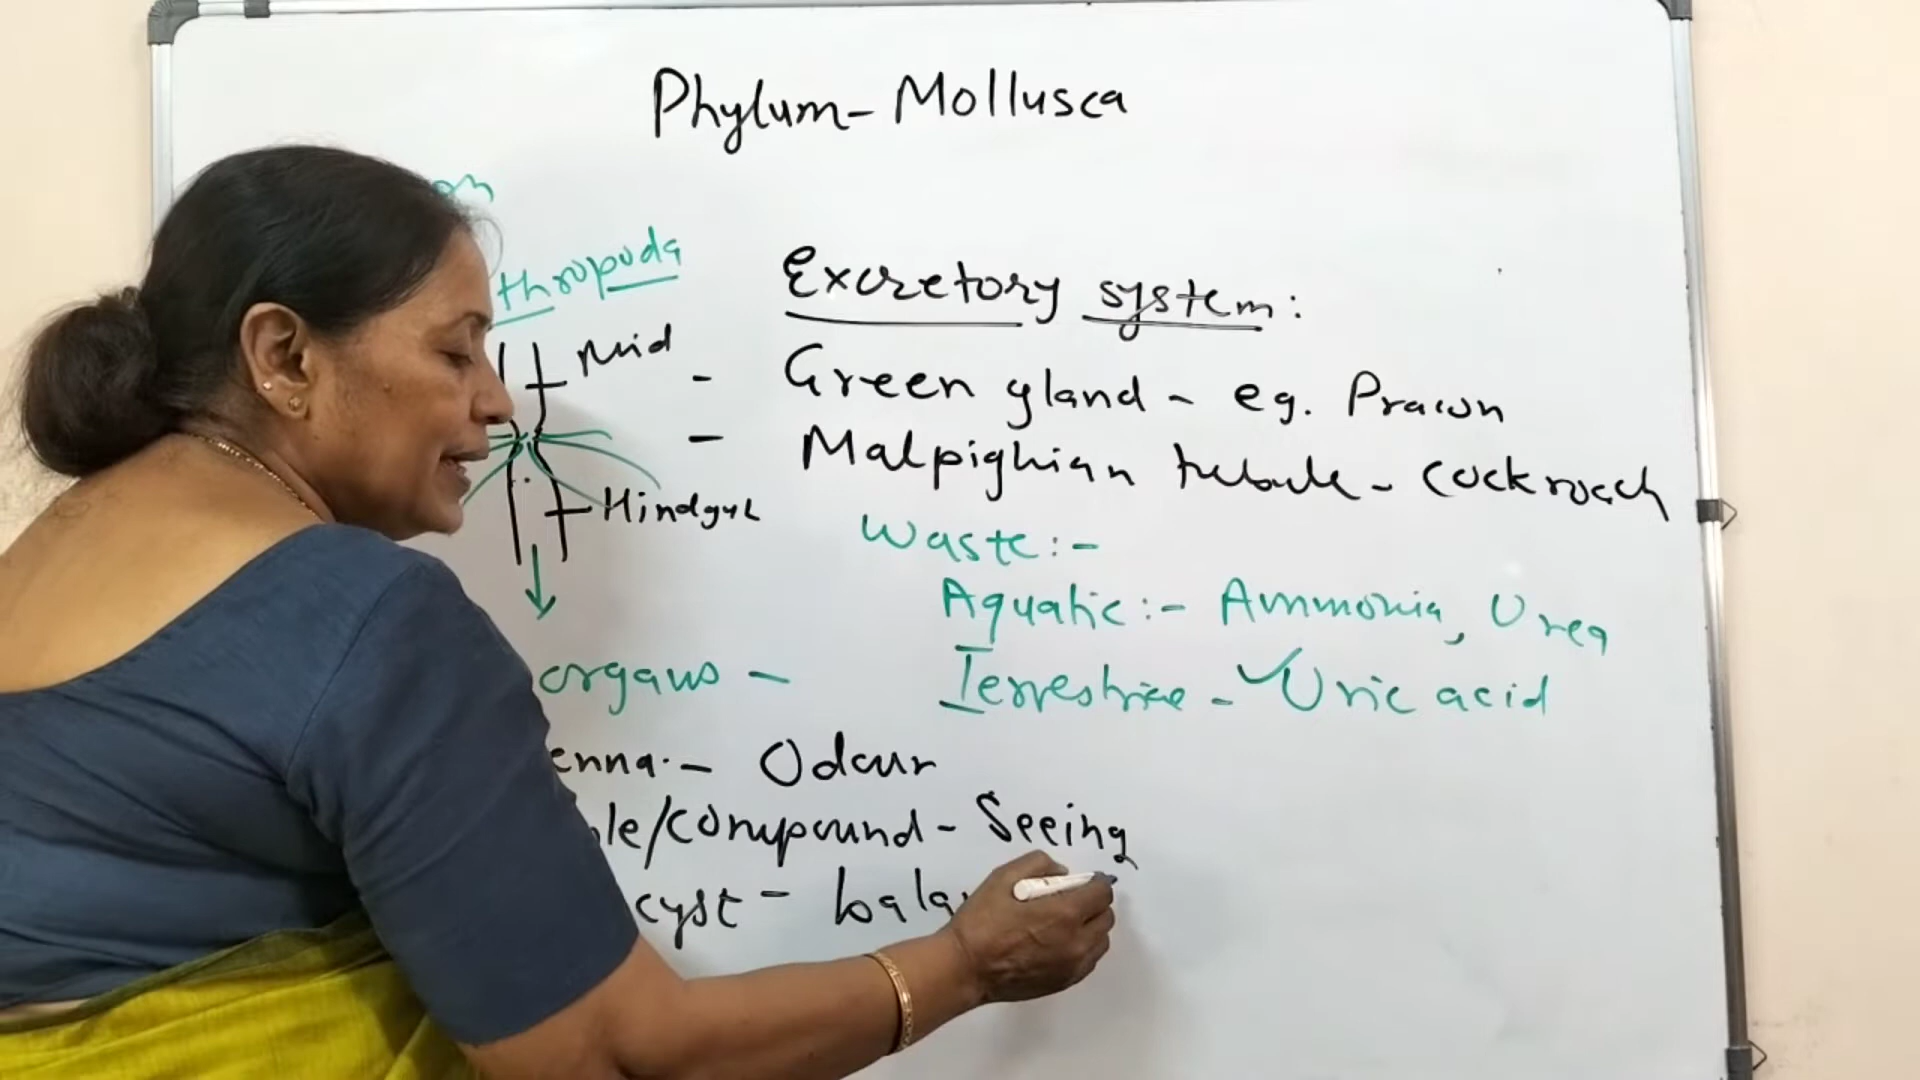 Phylum - Mollusca
thropoda
Excretory system:
Mid
- Green gland - eg. Prawn
- Malpighian tubule - cockroach
Hindgut
Waste:-
Aquatic:- Ammonia, Urea
organs -
Terrestrial - Uric acid
enna.- Odour
le/compound - Seeing
cyst - bala